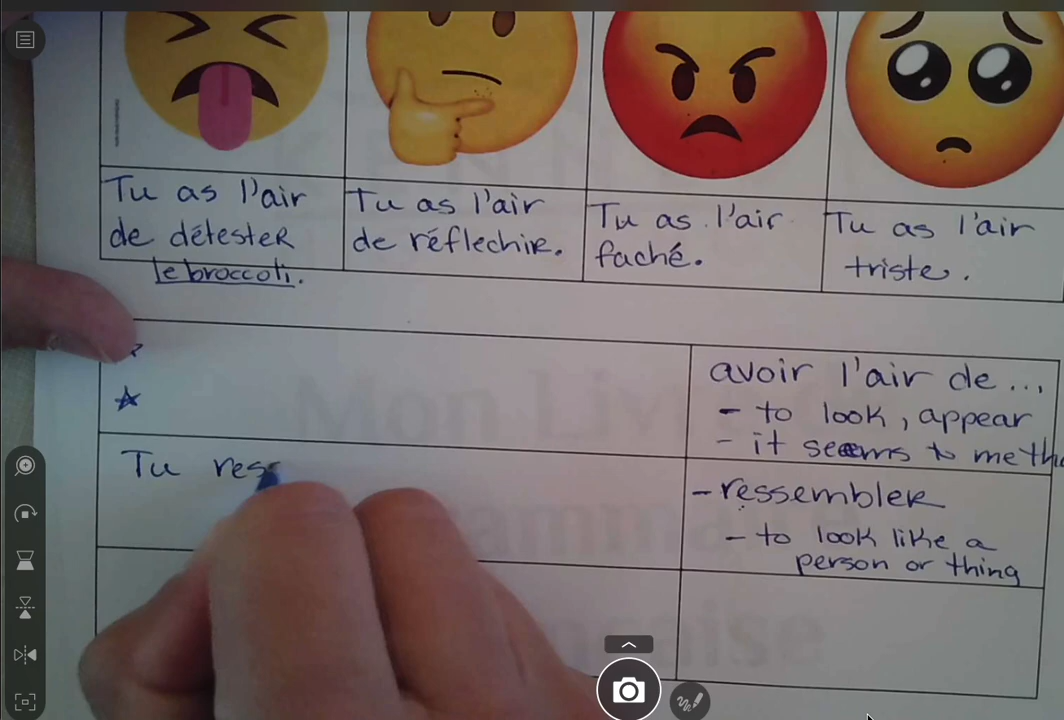 Tu as l'air
de détester
le broccoli.
Tu as l'air
de réflechir.
Tu as l'air
faché.
Tu as l'air
triste.
avoir l'air de...,
- to look, appear
- it seems to me th
Tu res
- ressembler
- to look like a
person or thing